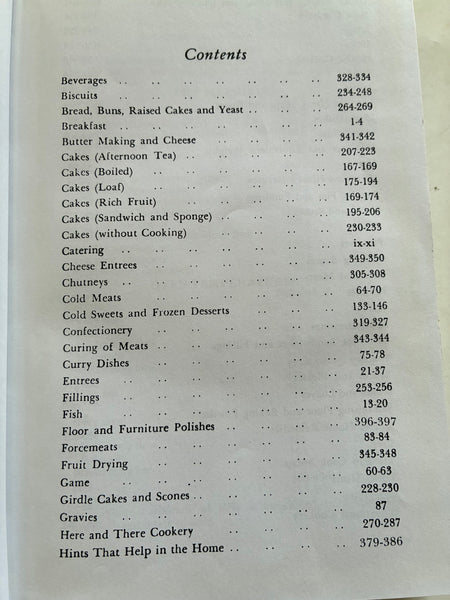 Contents
Beverages .. .. .. .. .. .. .. 328-334
Biscuits .. .. .. .. .. .. .. 234-248
Bread, Buns, Raised Cakes and Yeast .. .. .. 264-269
Breakfast .. .. .. .. .. .. .. 1-4
Butter Making and Cheese .. .. .. .. 341-342
Cakes (Afternoon Tea) .. .. .. .. .. 207-223
Cakes (Boiled) .. .. .. .. .. .. 167-169
Cakes (Loaf) .. .. .. .. .. .. 175-194
Cakes (Rich Fruit) .. .. .. .. .. 169-174
Cakes (Sandwich and Sponge) .. .. .. .. 195-206
Cakes (without Cooking) .. .. .. .. 230-233
Catering .. .. .. .. .. .. .. ix-xi
Cheese Entrees .. .. .. .. .. .. 349-350
Chutneys .. .. .. .. .. .. .. 305-308
Cold Meats .. .. .. .. .. .. 64-70
Cold Sweets and Frozen Desserts .. .. .. 133-146
Confectionery .. .. .. .. .. .. 319-327
Curing of Meats .. .. .. .. .. .. 343-344
Curry Dishes .. .. .. .. .. .. 75-78
Entrees .. .. .. .. .. .. .. 21-37
Fillings .. .. .. .. .. .. .. 253-256
Fish .. .. .. .. .. .. .. 13-20
Floor and Furniture Polishes .. .. .. .. 396-397
Forcemeats .. .. .. .. .. .. 83-84
Fruit Drying .. .. .. .. .. .. 345-348
Game .. .. .. .. .. .. .. 60-63
Girdle Cakes and Scones .. .. .. .. .. 228-230
Gravies .. .. .. .. .. .. .. 87
Here and There Cookery .. .. .. .. 270-287
Hints That Help in the Home .. .. .. .. 379-386